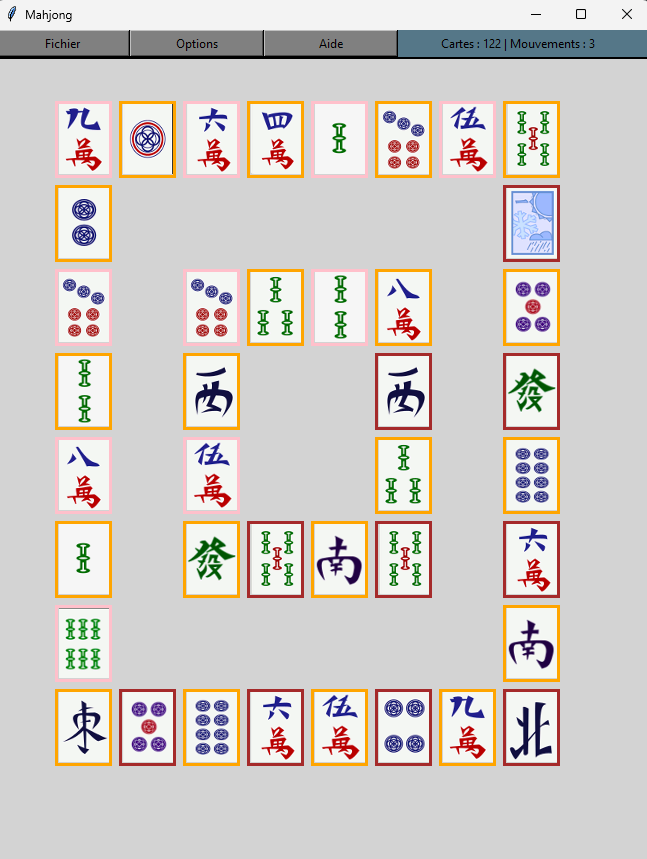 Mahjong
Fichier Options Aide Cartes : 122 | Mouvements : 3
九 六 四 伍
萬 萬 萬 萬
八
萬
西 西 發
八 伍
萬 萬
發 南 六
萬
南
東 六 伍 九 北
萬 萬 萬